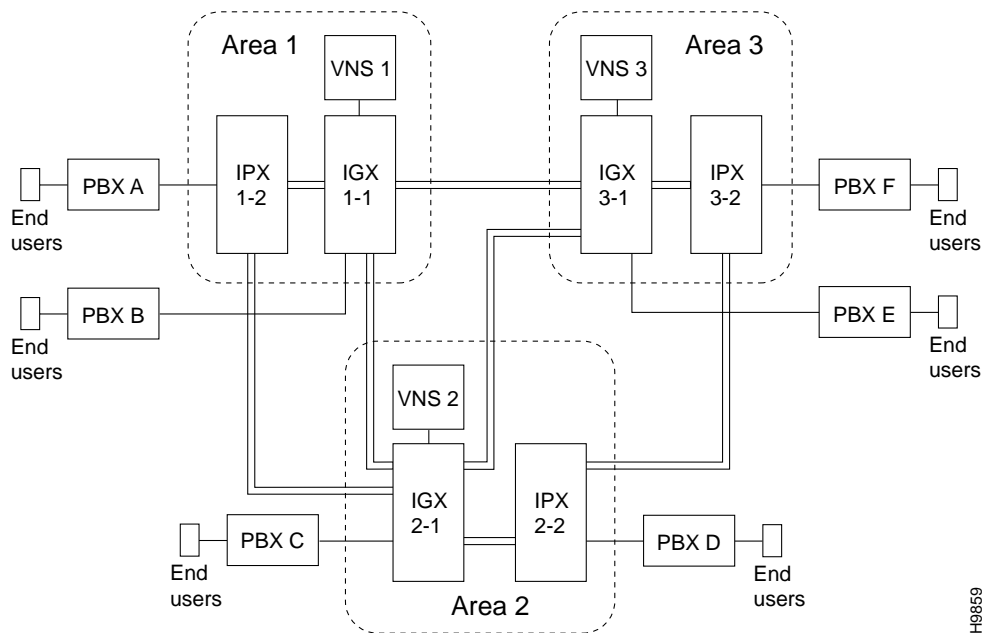 Area 1
Area 3
VNS 1
VNS 3
IPX
1-2
IGX
1-1
IGX
3-1
IPX
3-2
PBX A
PBX F
End
users
End
users
PBX B
PBX E
End
users
End
users
VNS 2
IGX
2-1
IPX
2-2
PBX C
PBX D
End
users
End
users
Area 2
H9859